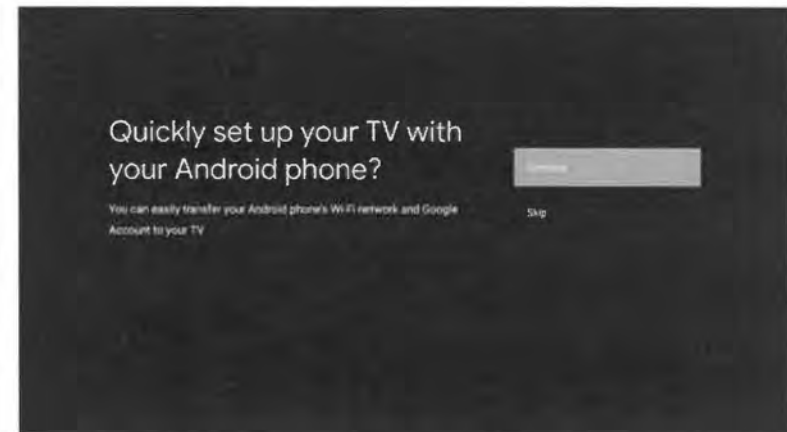 Quickly set up your TV with
your Android phone?
You can easily transfer your Android phone's Wi-Fi network and Google
Account to your TV
Skip